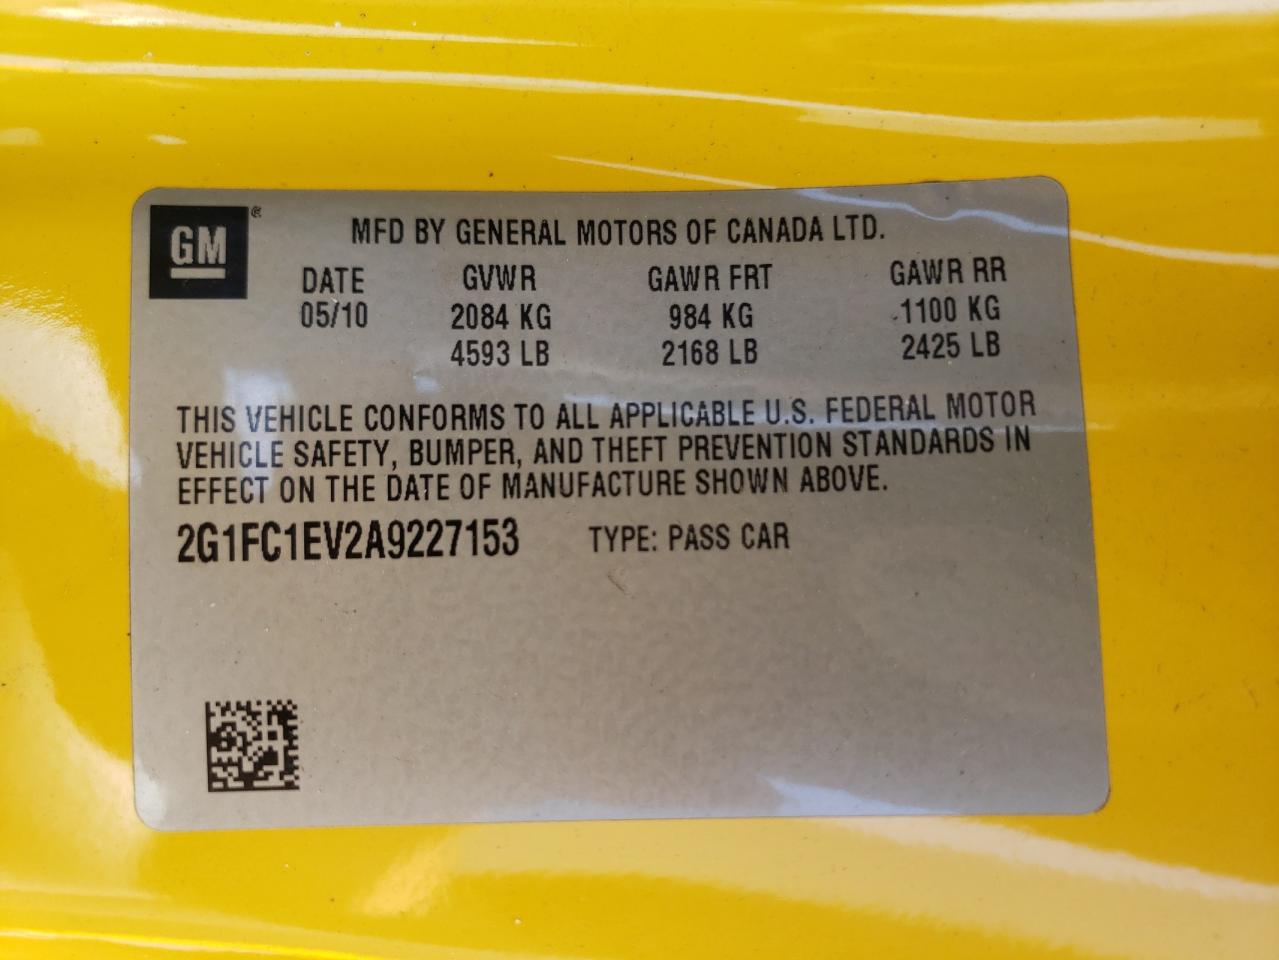 GM ®
MFD BY GENERAL MOTORS OF CANADA LTD.
DATE GVWR GAWR FRT GAWR RR
05/10 2084 KG 984 KG 1100 KG
4593 LB 2168 LB 2425 LB
THIS VEHICLE CONFORMS TO ALL APPLICABLE U.S. FEDERAL MOTOR
VEHICLE SAFETY, BUMPER, AND THEFT PREVENTION STANDARDS IN
EFFECT ON THE DATE OF MANUFACTURE SHOWN ABOVE.
2G1FC1EV2A9227153 TYPE: PASS CAR